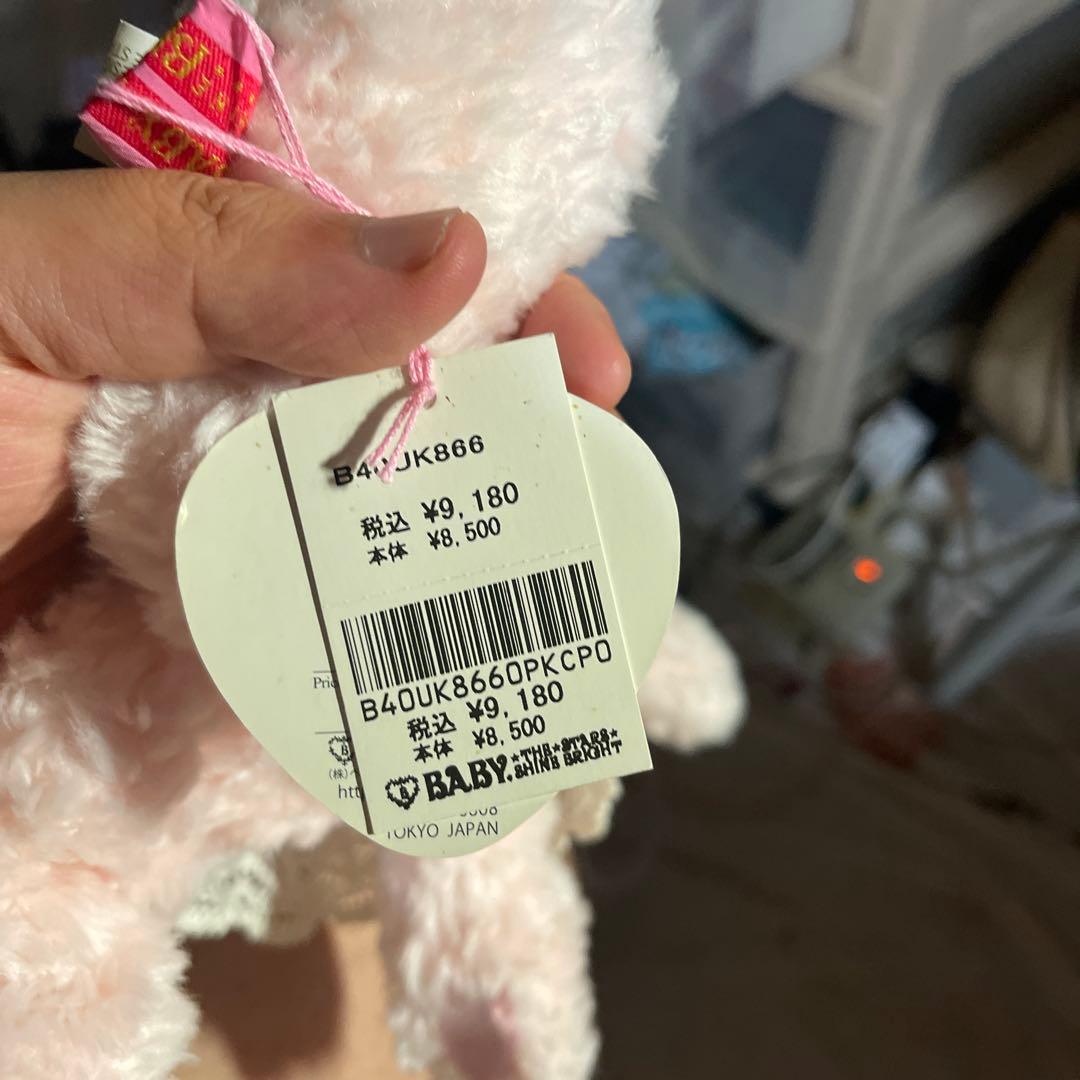 B40UK866
税込 ¥9,180
本体 ¥8,500
B40UK8660PKCP0
税込 ¥9,180
本体 ¥8,500
BABY, ★THE★STARS★
SHINE BRIGHT
(株)
TOKYO JAPAN